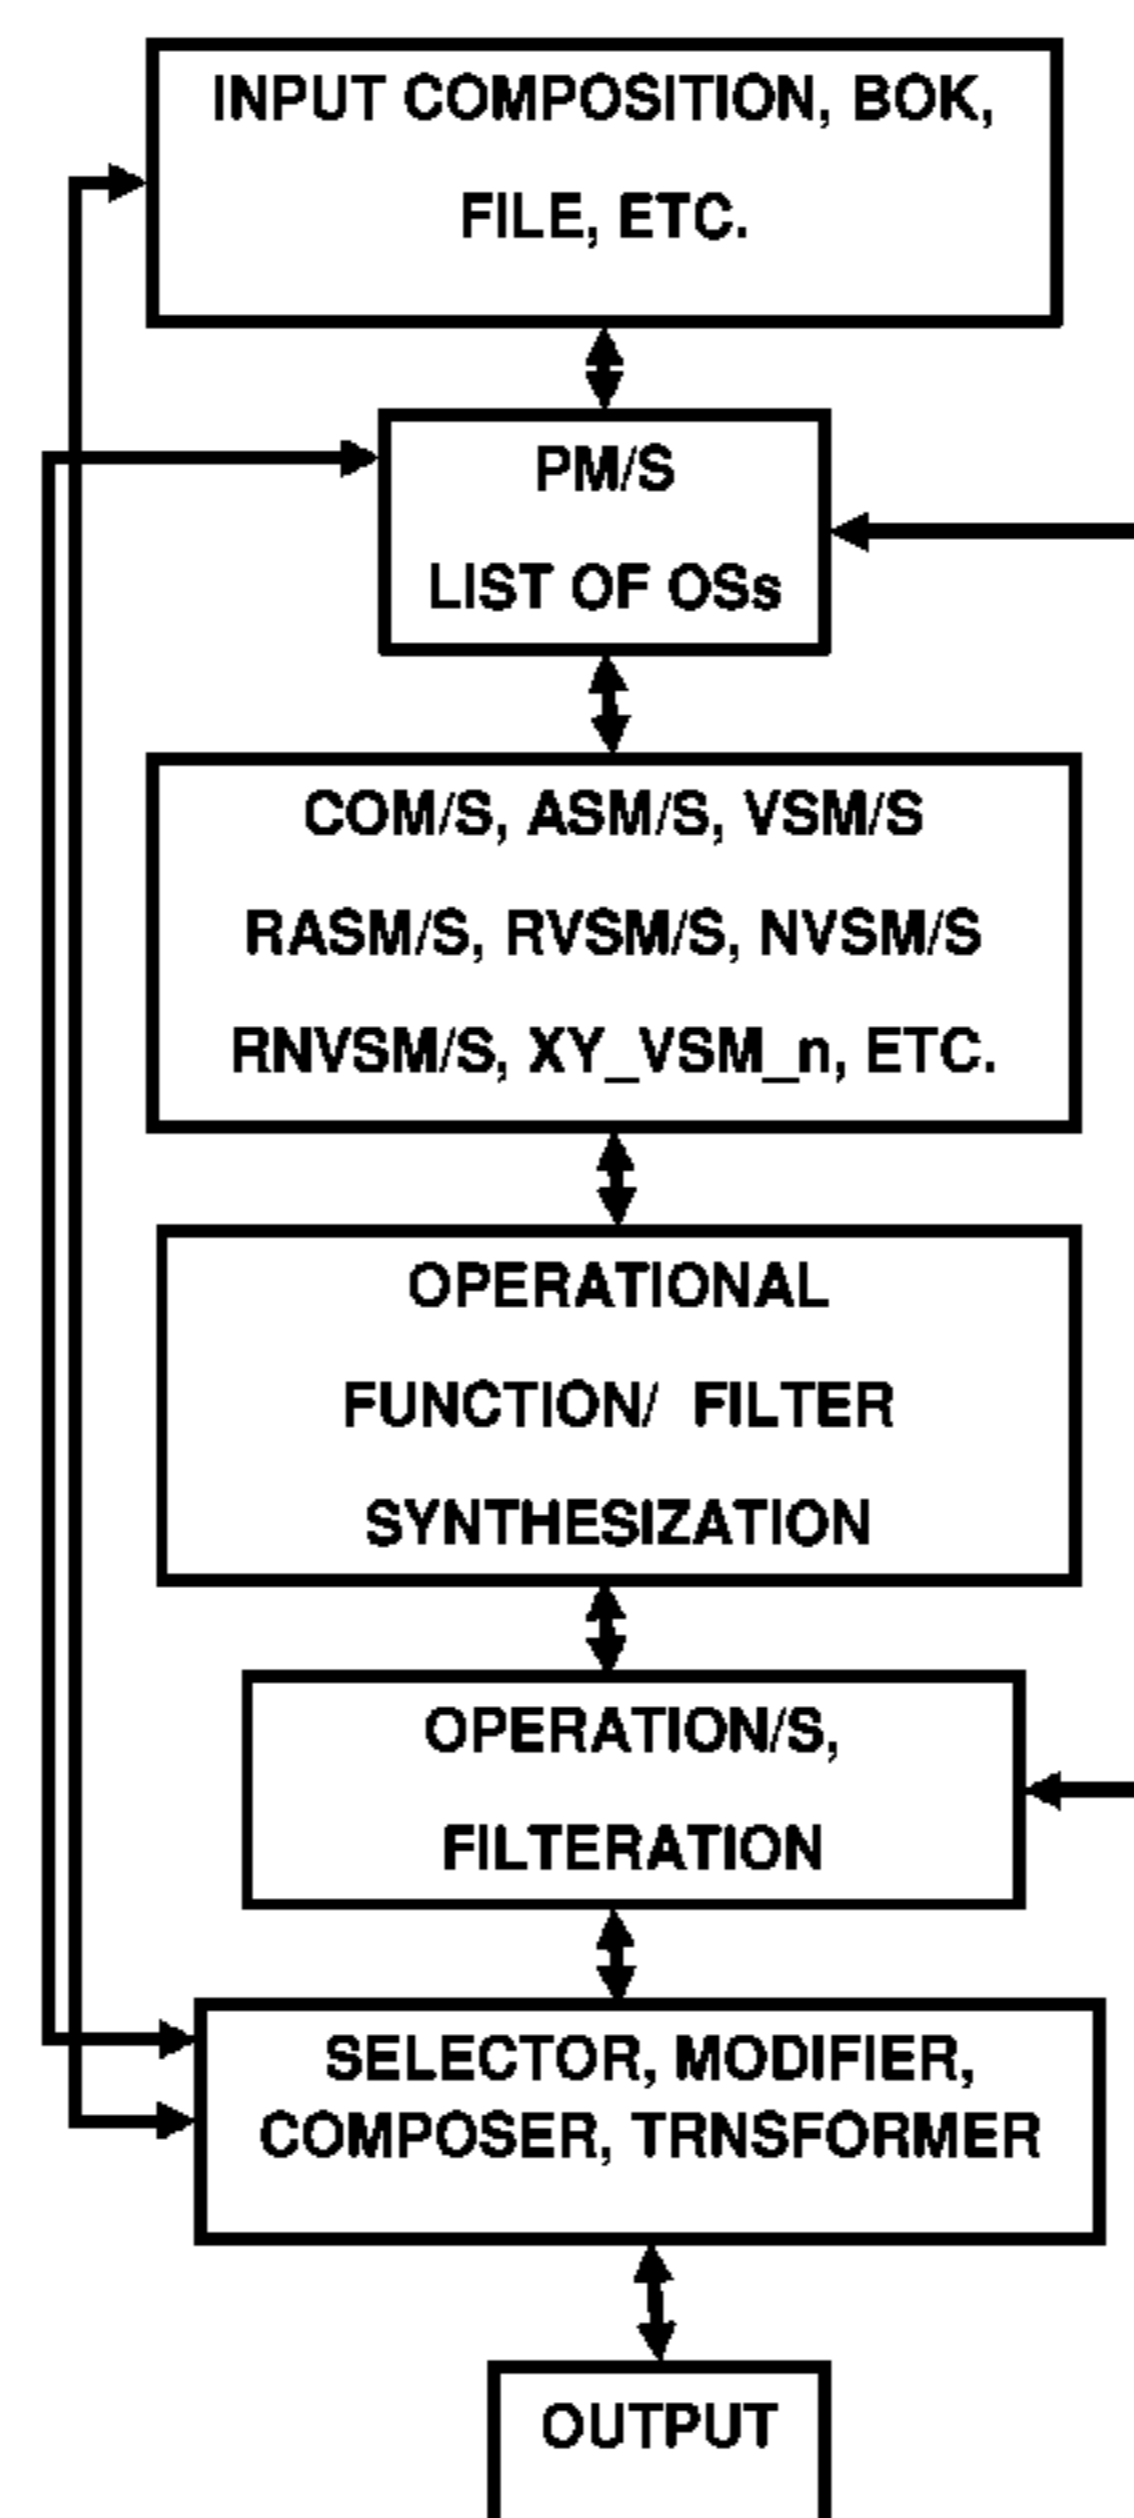 INPUT COMPOSITION, BOK,
FILE, ETC.
PM/S
LIST OF OSs
COM/S, ASM/S, VSM/S
RASM/S, RVSM/S, NVSM/S
RNVSM/S, XY_VSM_n, ETC.
OPERATIONAL
FUNCTION/ FILTER
SYNTHESIZATION
OPERATION/S,
FILTERATION
SELECTOR, MODIFIER,
COMPOSER, TRNSFORMER
OUTPUT